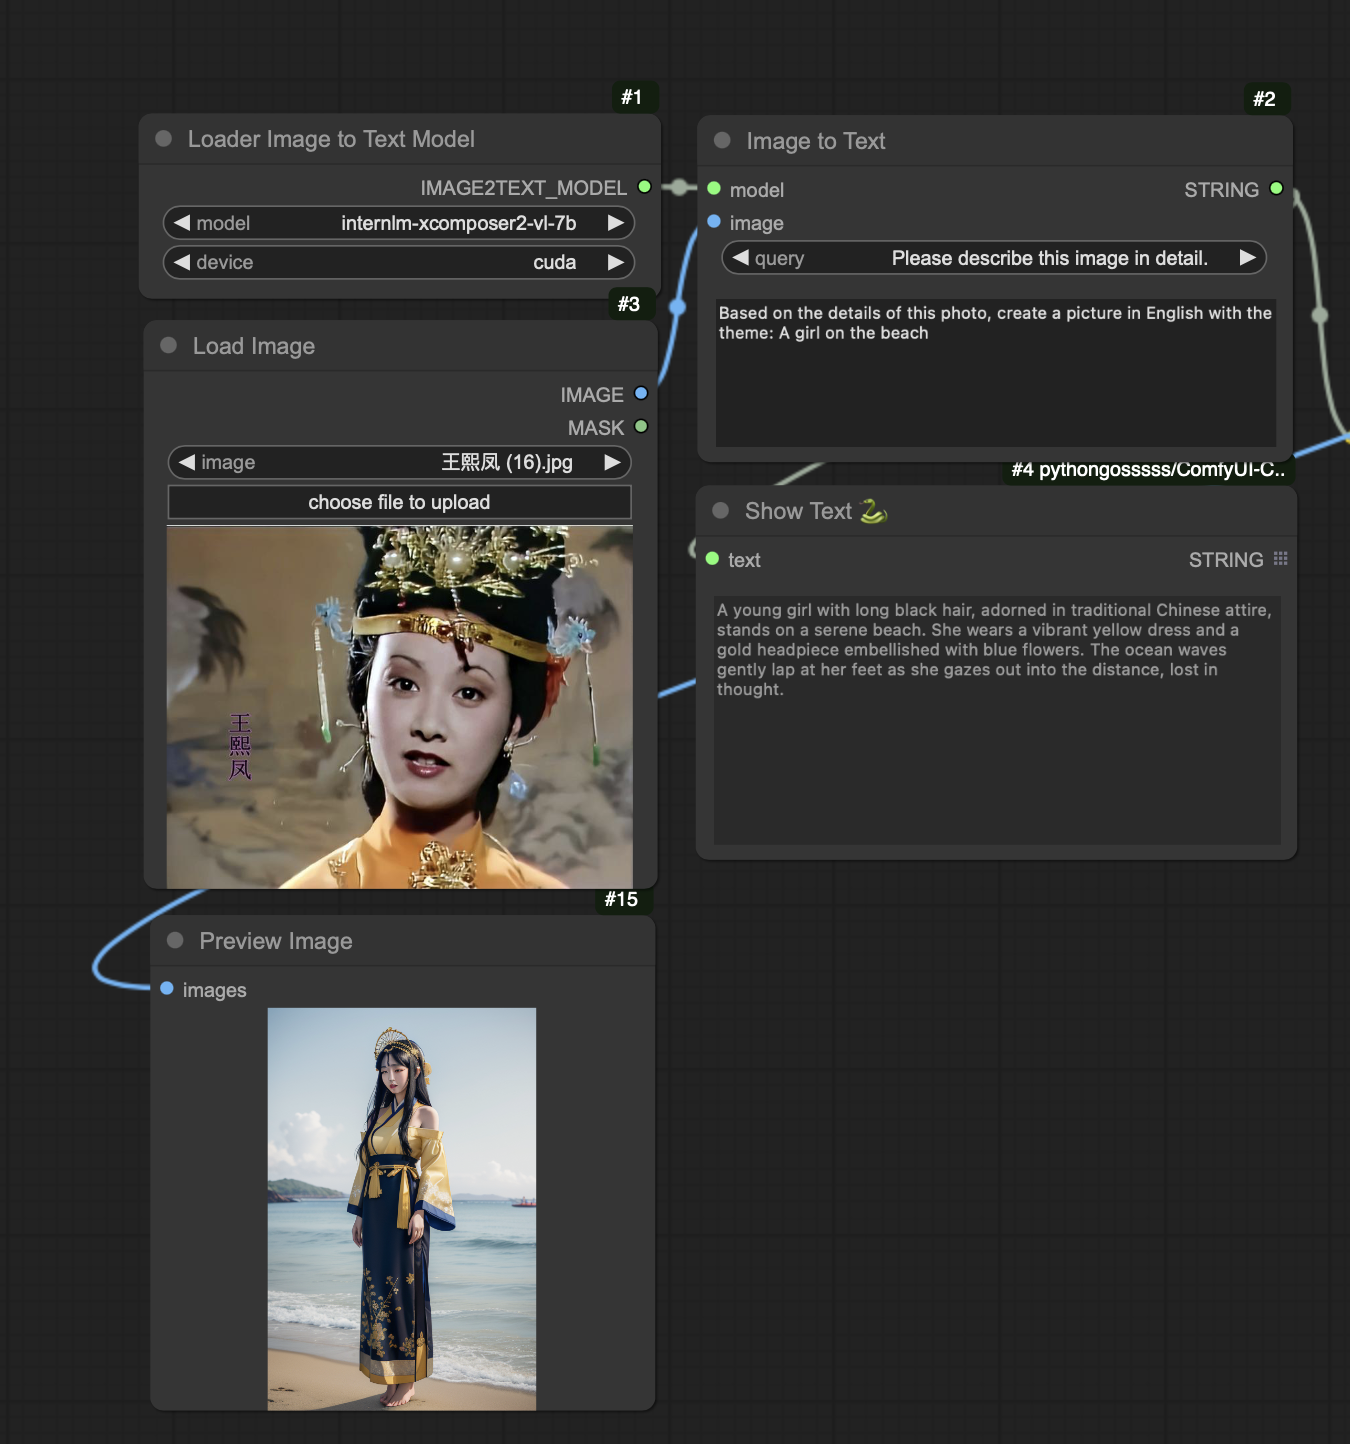 #1
Loader Image to Text Model
IMAGE2TEXT_MODEL
model internlm-xcomposer2-vl-7b
device cuda
#2
Image to Text
model STRING
image
query Please describe this image in detail.
Based on the details of this photo, create a picture in English with the
theme: A girl on the beach
#3
Load Image
IMAGE
MASK
image 王熙凤 (16).jpg
choose file to upload
王熙凤
#4 pythongosssss/ComfyUI-C..
Show Text 🐍
text STRING
A young girl with long black hair, adorned in traditional Chinese attire,
stands on a serene beach. She wears a vibrant yellow dress and a
gold headpiece embellished with blue flowers. The ocean waves
gently lap at her feet as she gazes out into the distance, lost in
thought.
#15
Preview Image
images